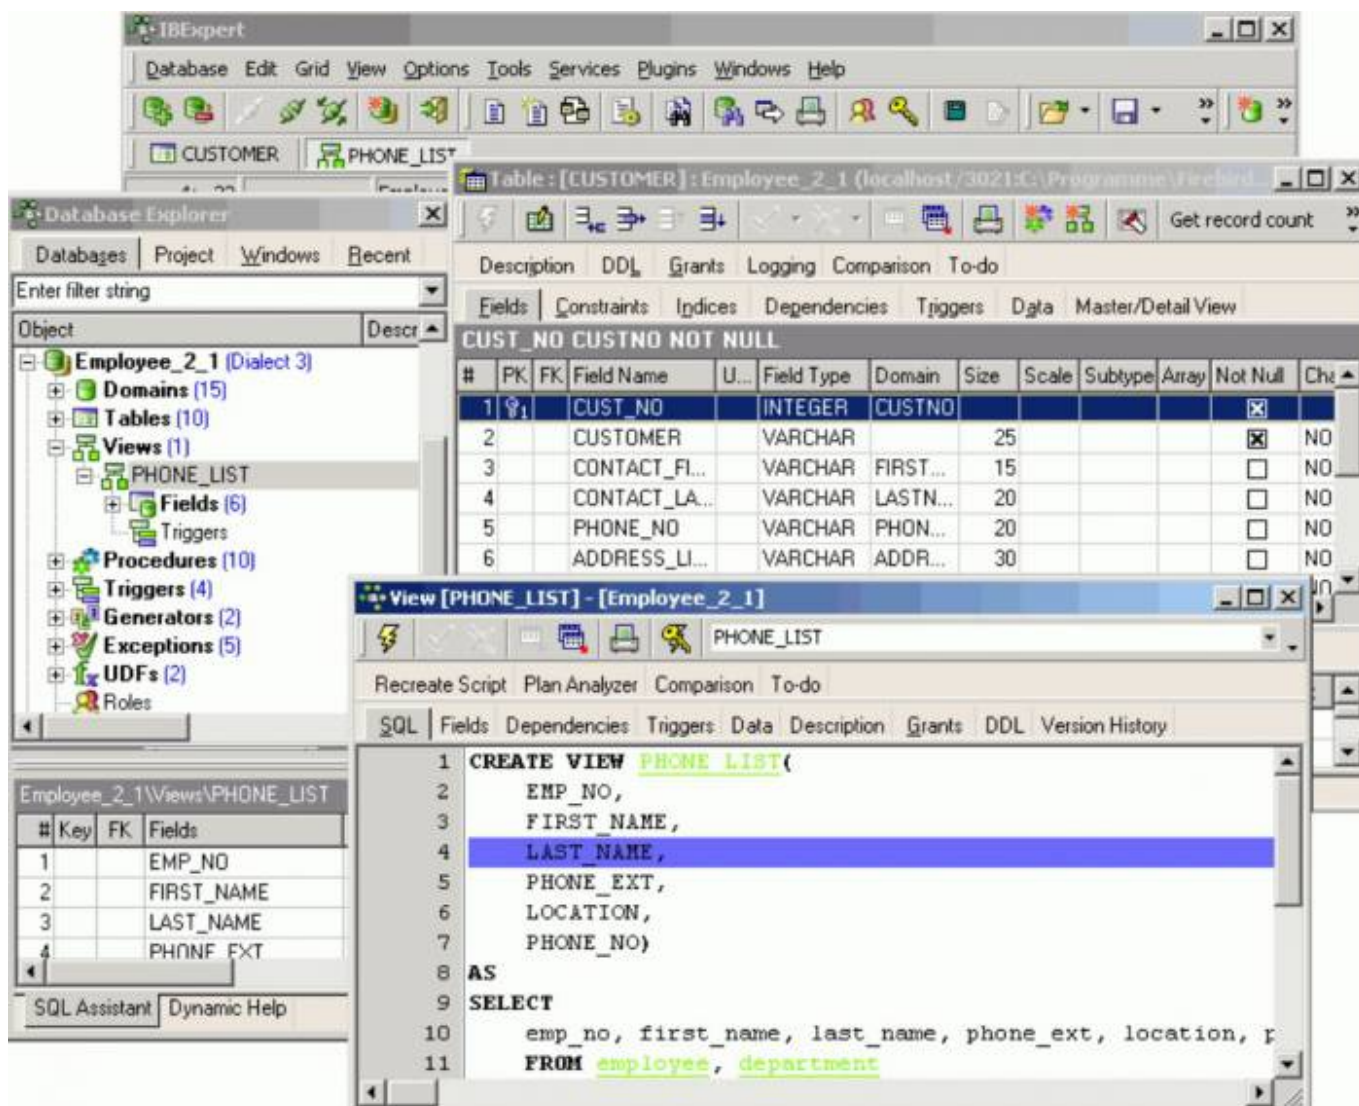 IBExpert
Database Edit Grid View Options Tools Services Plugins Windows Help
CUSTOMER PHONE_LIST
Table : [CUSTOMER] : Employee_2_1 (localhost/3021:C:\Programme\Firebird
Get record count
Description DDL Grants Logging Comparison To-do
Fields Constraints Indices Dependencies Triggers Data Master/Detail View
CUST_NO CUSTNO NOT NULL
# PK FK Field Name U... Field Type Domain Size Scale Subtype Array Not Null Cha
1 1 CUST_NO INTEGER CUSTNO
2 CUSTOMER VARCHAR 25 NO
3 CONTACT_FI... VARCHAR FIRST... 15 NO
4 CONTACT_LA... VARCHAR LASTN... 20 NO
5 PHONE_NO VARCHAR PHON... 20 NO
6 ADDRESS_LI... VARCHAR ADDR... 30 NO
Database Explorer
Databases Project Windows Recent
Enter filter string
Object Descr
Employee_2_1 (Dialect 3)
Domains (15)
Tables (10)
Views (1)
PHONE_LIST
Fields (6)
Triggers
Procedures (10)
Triggers (4)
Generators (2)
Exceptions (5)
UDFs (2)
Roles
Employee_2_1\Views\PHONE_LIST
# Key FK Fields
1 EMP_NO
2 FIRST_NAME
3 LAST_NAME
4 PHONE_EXT
SQL Assistant Dynamic Help
View [PHONE_LIST] - [Employee_2_1]
PHONE_LIST
Recreate Script Plan Analyzer Comparison To-do
SQL Fields Dependencies Triggers Data Description Grants DDL Version History
1 CREATE VIEW PHONE_LIST(
2 EMP_NO,
3 FIRST_NAME,
4 LAST_NAME,
5 PHONE_EXT,
6 LOCATION,
7 PHONE_NO)
8 AS
9 SELECT
10 emp_no, first_name, last_name, phone_ext, location, p
11 FROM employee, department